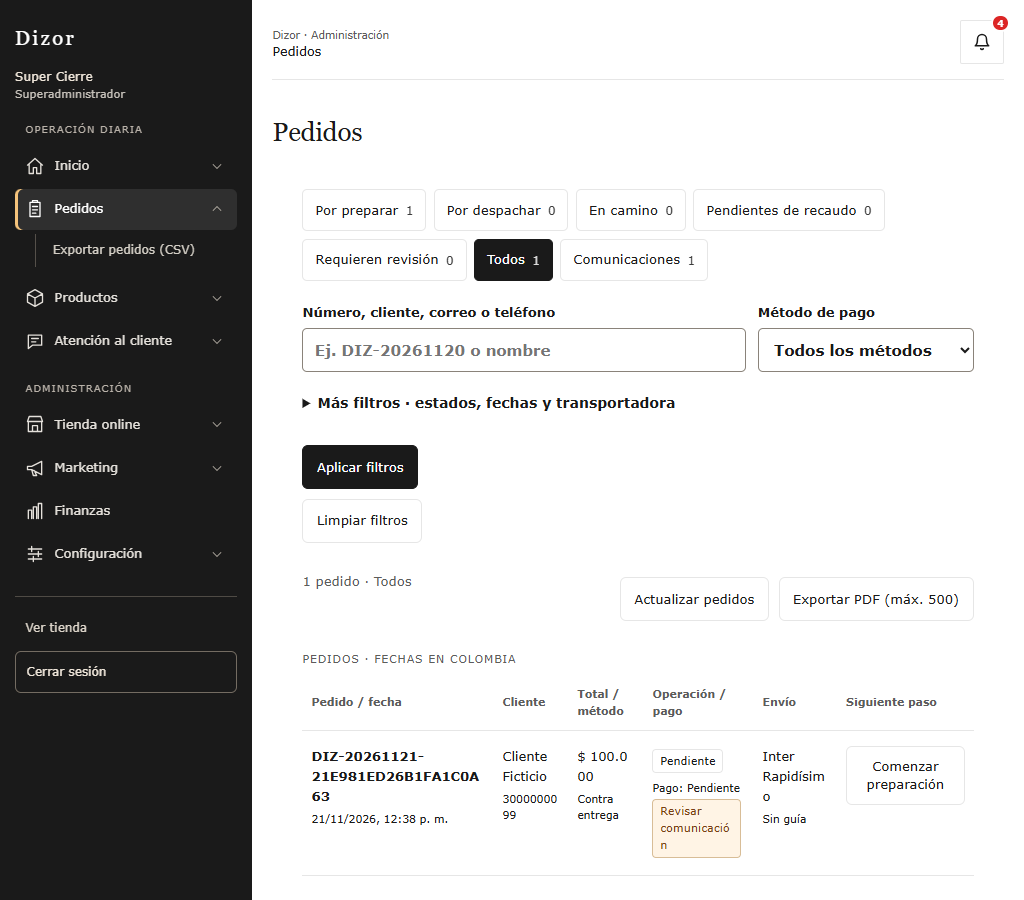 Dizor
Super Cierre
Superadministrador
OPERACIÓN DIARIA
Inicio
Pedidos
Exportar pedidos (CSV)
Productos
Atención al cliente
ADMINISTRACIÓN
Tienda online
Marketing
Finanzas
Configuración
Ver tienda
Cerrar sesión
Dizor · Administración
Pedidos
4
Pedidos
Por preparar 1
Por despachar 0
En camino 0
Pendientes de recaudo 0
Requieren revisión 0
Todos 1
Comunicaciones 1
Número, cliente, correo o teléfono
Ej. DIZ-20261120 o nombre
Método de pago
Todos los métodos
Más filtros · estados, fechas y transportadora
Aplicar filtros
Limpiar filtros
1 pedido · Todos
Actualizar pedidos
Exportar PDF (máx. 500)
PEDIDOS · FECHAS EN COLOMBIA
Pedido / fecha
Cliente
Total /
método
Operación /
pago
Envío
Siguiente paso
DIZ-20261121-
21E981ED26B1FA1C0A
63
21/11/2026, 12:38 p. m.
Cliente
Ficticio
30000000
99
$ 100.0
00
Contra
entrega
Pendiente
Pago: Pendiente
Revisar
comunicació
n
Inter
Rapidísim
o
Sin guía
Comenzar
preparación